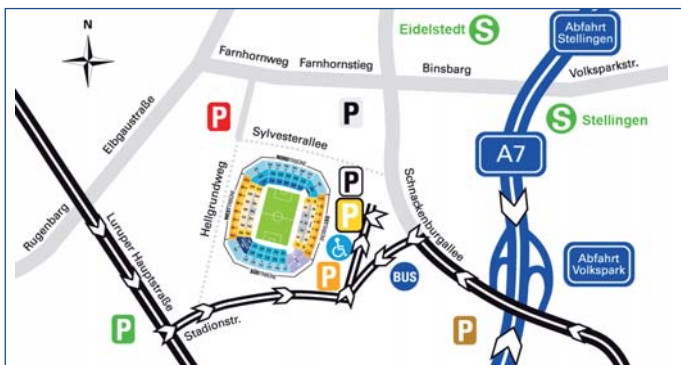 N
Eidelstedt S
Abfahrt
Stellingen
Farnhornweg
Farnhornstieg
Binsbarg
Volksparkstr.
Elbgaustraße
P
P
S Stellingen
Sylvesterallee
A7
Hellgrundweg
P
P
Schnackenburgallee
Rugenbarg
Luruper Hauptstraße
P
BUS
Abfahrt
Volkspark
P
Stadionstr.
P